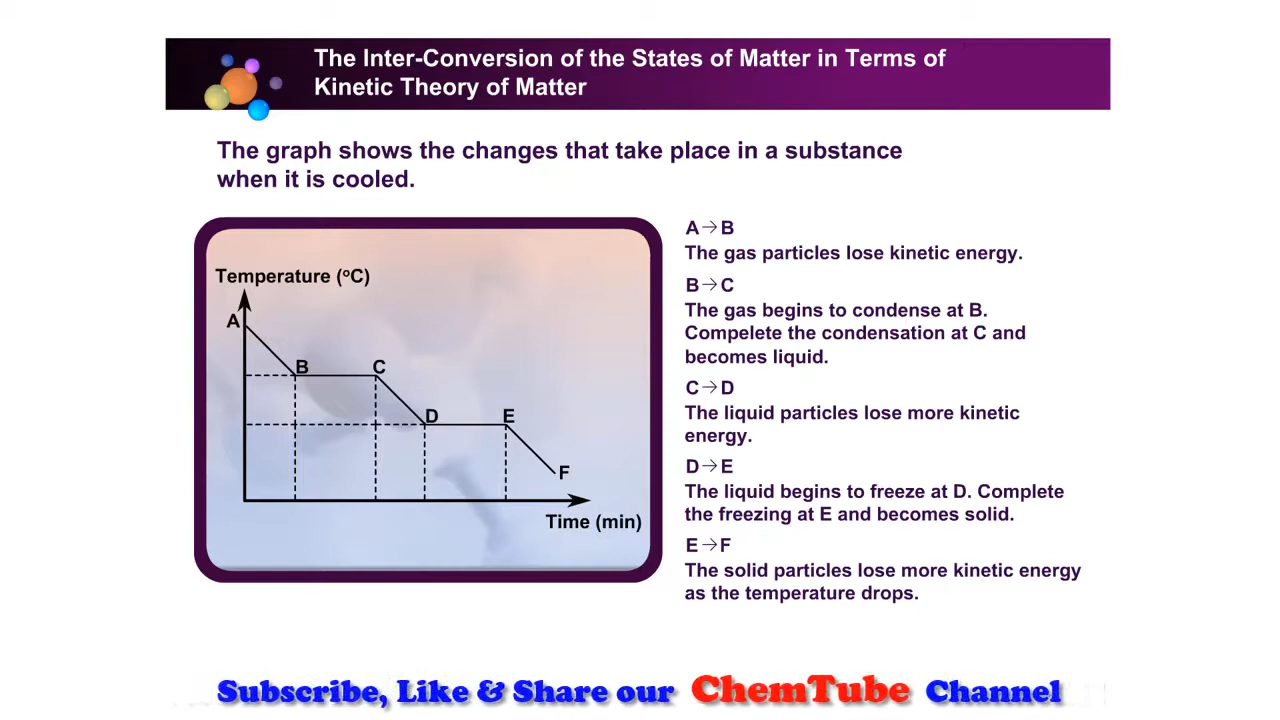 The Inter-Conversion of the States of Matter in Terms of
Kinetic Theory of Matter
The graph shows the changes that take place in a substance
when it is cooled.
Temperature (oC)
A
B
C
D
E
F
Time (min)
A→B
The gas particles lose kinetic energy.
B→C
The gas begins to condense at B.
Compelete the condensation at C and
becomes liquid.
C→D
The liquid particles lose more kinetic
energy.
D→E
The liquid begins to freeze at D. Complete
the freezing at E and becomes solid.
E→F
The solid particles lose more kinetic energy
as the temperature drops.
Subscribe, Like & Share our ChemTube Channel